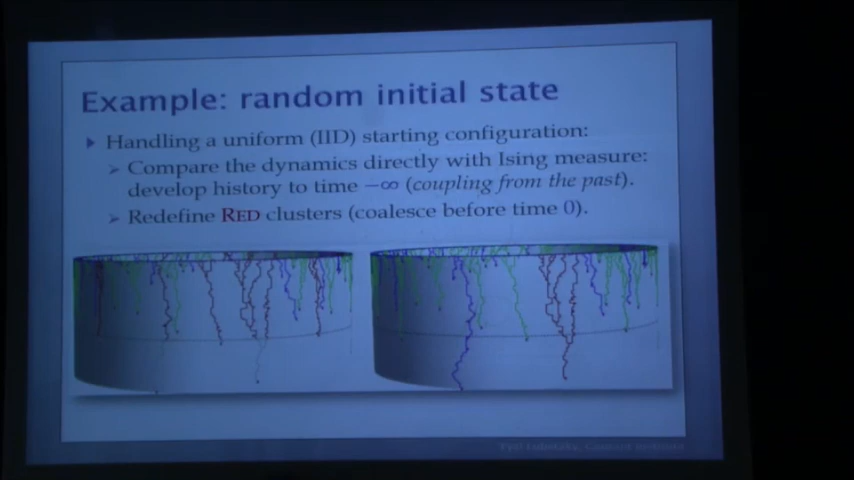 Example: random initial state
Handling a uniform (IID) starting configuration:
Compare the dynamics directly with Ising measure:
develop history to time −∞ (coupling from the past).
Redefine RED clusters (coalesce before time 0).